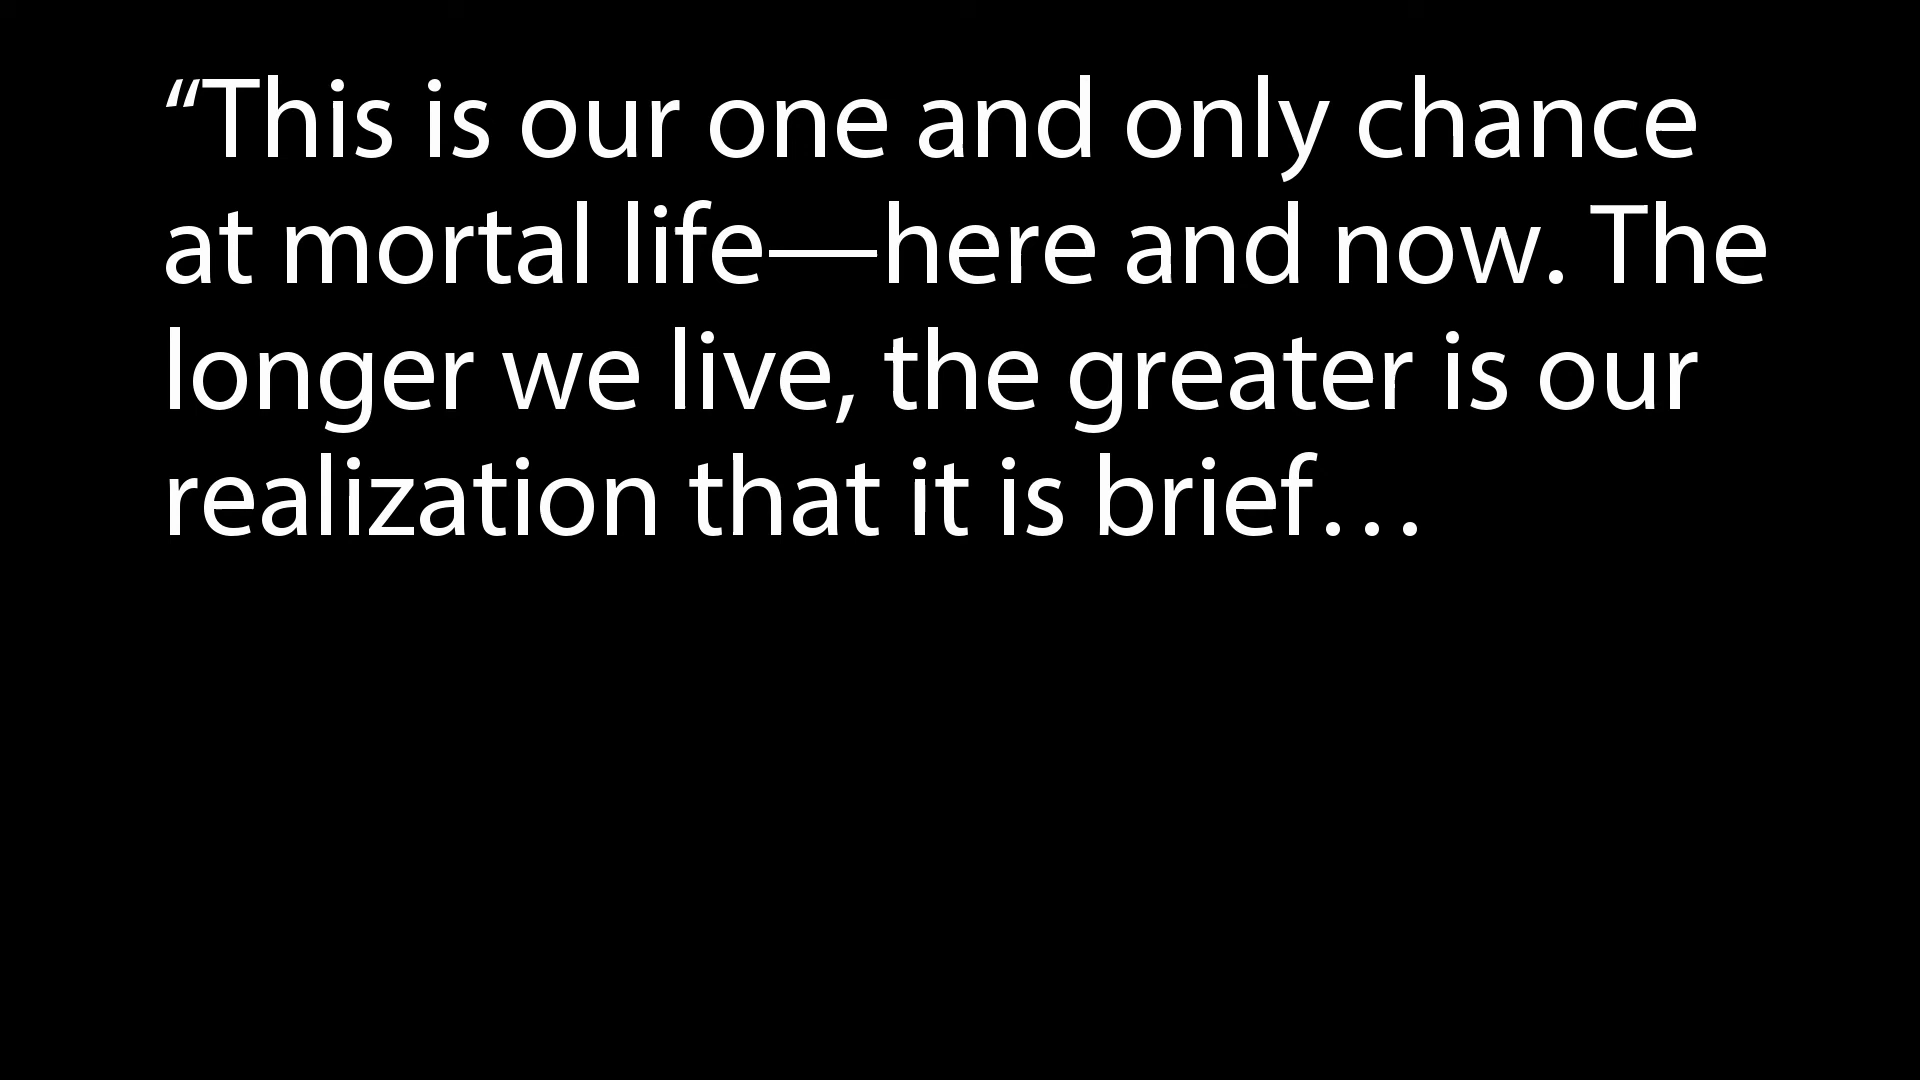 “This is our one and only chance
at mortal life—here and now. The
longer we live, the greater is our
realization that it is brief…